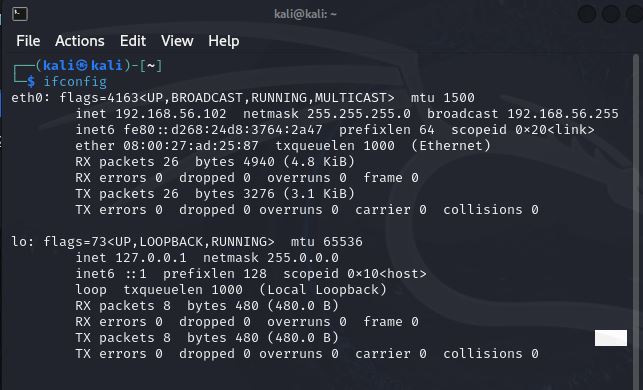 kali@kali: ~
File Actions Edit View Help
┌──(kali㉿kali)-[~]
└─$ ifconfig
eth0: flags=4163<UP,BROADCAST,RUNNING,MULTICAST>  mtu 1500
        inet 192.168.56.102  netmask 255.255.255.0  broadcast 192.168.56.255
        inet6 fe80::d268:24d8:3764:2a47  prefixlen 64  scopeid 0×20<link>
        ether 08:00:27:ad:25:87  txqueuelen 1000  (Ethernet)
        RX packets 26  bytes 4940 (4.8 KiB)
        RX errors 0  dropped 0  overruns 0  frame 0
        TX packets 26  bytes 3276 (3.1 KiB)
        TX errors 0  dropped 0 overruns 0  carrier 0  collisions 0
lo: flags=73<UP,LOOPBACK,RUNNING>  mtu 65536
        inet 127.0.0.1  netmask 255.0.0.0
        inet6 ::1  prefixlen 128  scopeid 0×10<host>
        loop  txqueuelen 1000  (Local Loopback)
        RX packets 8  bytes 480 (480.0 B)
        RX errors 0  dropped 0  overruns 0  frame 0
        TX packets 8  bytes 480 (480.0 B)
        TX errors 0  dropped 0 overruns 0  carrier 0  collisions 0